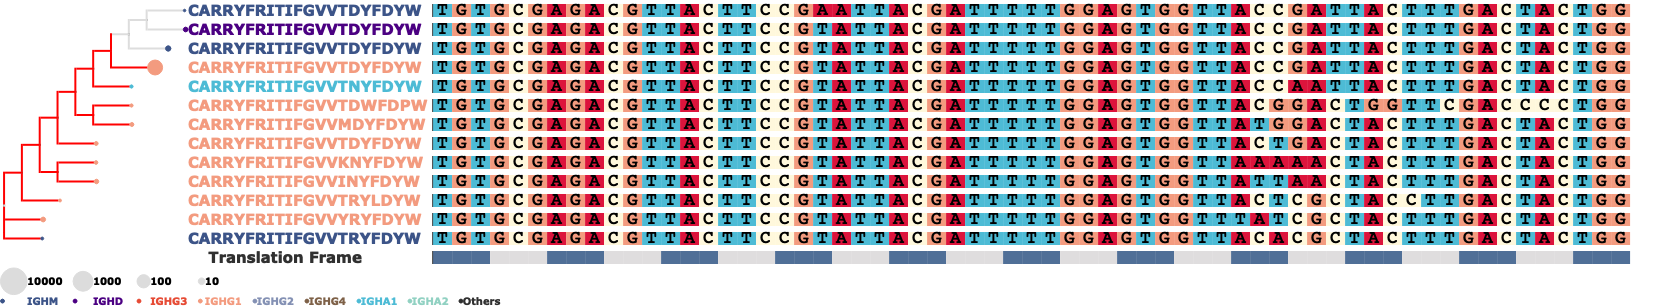 CARRYFRITIFGVVTDYFDYW T G T G C G A G A C G T T A C T T C C G A A T T A C G A T T T T T G G A G T G G T T A C C G A T T A C T T T G A C T A C T G G
CARRYFRITIFGVVTDYFDYW T G T G C G A G A C G T T A C T T C C G T A T T A C G A T T T T T G G A G T G G T T A C C G A T T A C T T T G A C T A C T G G
CARRYFRITIFGVVTDYFDYW T G T G C G A G A C G T T A C T T C C G T A T T A C G A T T T T T G G A G T G G T T A C C G A T T A C T T T G A C T A C T G G
CARRYFRITIFGVVTDYFDYW T G T G C G A G A C G T T A C T T C C G T A T T A C G A T T T T T G G A G T G G T T A C C G A T T A C T T T G A C T A C T G G
CARRYFRITIFGVVTNYFDYW T G T G C G A G A C G T T A C T T C C G T A T T A C G A T T T T T G G A G T G G T T A C C A A T T A C T T T G A C T A C T G G
CARRYFRITIFGVVTDWFDPW T G T G C G A G A C G T T A C T T C C G T A T T A C G A T T T T T G G A G T G G T T A C G G A C T G G T T C G A C C C C T G G
CARRYFRITIFGVVMDYFDYW T G T G C G A G A C G T T A C T T C C G T A T T A C G A T T T T T G G A G T G G T T A T G G A C T A C T T T G A C T A C T G G
CARRYFRITIFGVVTDYFDYW T G T G C G A G A C G T T A C T T C C G T A T T A C G A T T T T T G G A G T G G T T A C T G A C T A C T T T G A C T A C T G G
CARRYFRITIFGVVKNYFDYW T G T G C G A G A C G T T A C T T C C G T A T T A C G A T T T T T G G A G T G G T T A A A A A C T A C T T T G A C T A C T G G
CARRYFRITIFGVVINYFDYW T G T G C G A G A C G T T A C T T C C G T A T T A C G A T T T T T G G A G T G G T T A T T A A C T A C T T T G A C T A C T G G
CARRYFRITIFGVVTRYLDYW T G T G C G A G A C G T T A C T T C C G T A T T A C G A T T T T T G G A G T G G T T A C T C G C T A C C T T G A C T A C T G G
CARRYFRITIFGVVYRYFDYW T G T G C G A G A C G T T A C T T C C G T A T T A C G A T T T T T G G A G T G G T T T A T C G C T A C T T T G A C T A C T G G
CARRYFRITIFGVVTRYFDYW T G T G C G A G A C G T T A C T T C C G T A T T A C G A T T T T T G G A G T G G T T A C A C G C T A C T T T G A C T A C T G G
Translation Frame
10000 1000 100 10
IGHM IGHD IGHG3 IGHG1 IGHG2 IGHG4 IGHA1 IGHA2 Others